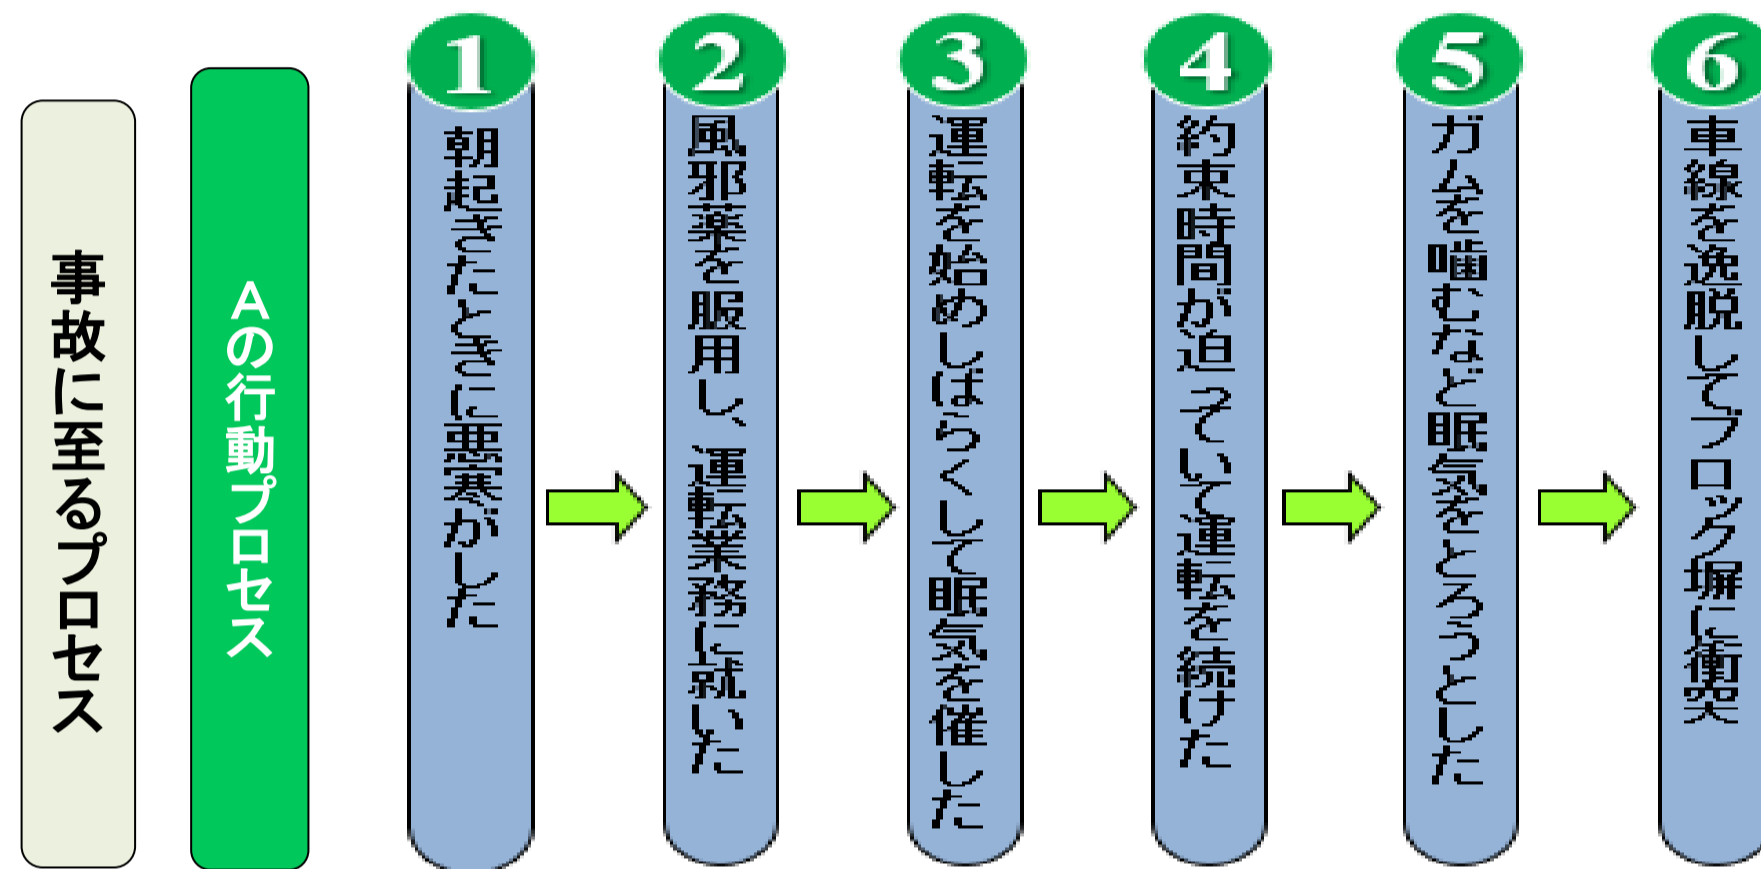 事故に至るプロセス
Aの行動プロセス
1
朝起きたときに悪寒がした
2
風邪薬を服用し、運転業務に就いた
3
運転を始めしばらくして眠気を催した
4
約束時間が迫っていて運転を続けた
5
ガムを噛むなど眠気をとろうとした
6
車線を逸脱してブロック塀に衝突